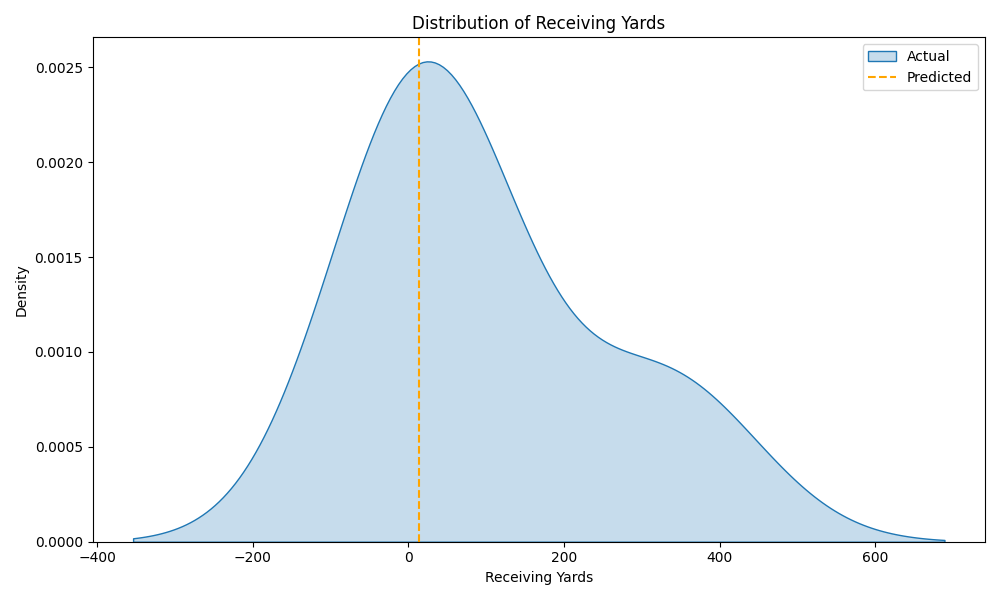 Distribution of Receiving Yards
Actual
Predicted
0.0025
0.0020
0.0015
0.0010
0.0005
0.0000
Density
−400
−200
0
200
400
600
Receiving Yards